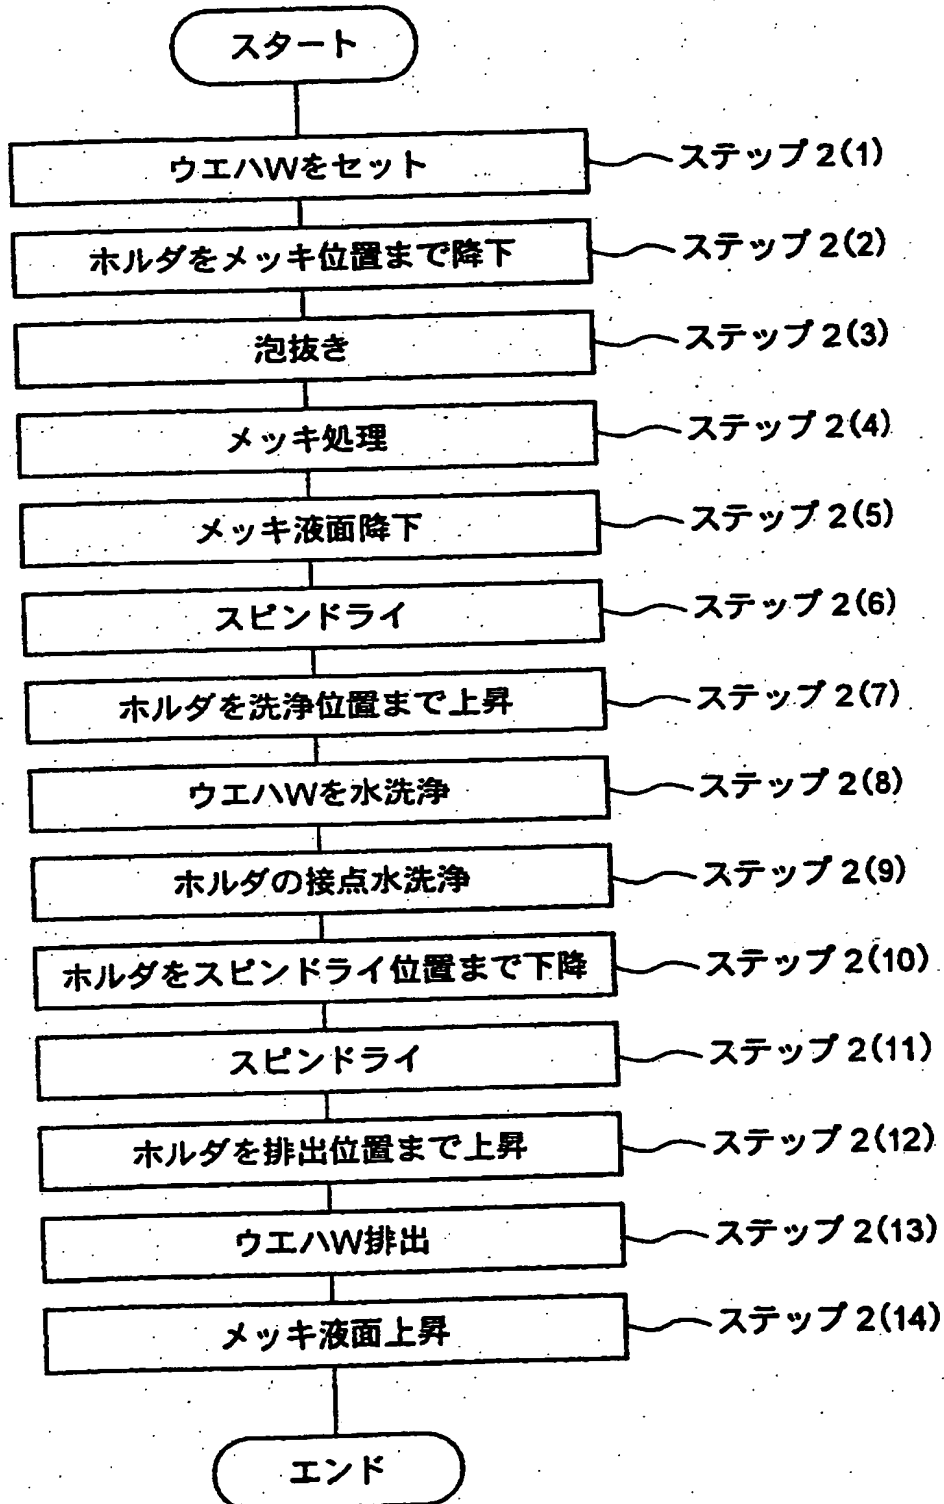 スタート
ウエハWをセット ステップ2(1)
ホルダをメッキ位置まで降下 ステップ2(2)
泡抜き ステップ2(3)
メッキ処理 ステップ2(4)
メッキ液面降下 ステップ2(5)
スピンドライ ステップ2(6)
ホルダを洗浄位置まで上昇 ステップ2(7)
ウエハWを水洗浄 ステップ2(8)
ホルダの接点水洗浄 ステップ2(9)
ホルダをスピンドライ位置まで下降 ステップ2(10)
スピンドライ ステップ2(11)
ホルダを排出位置まで上昇 ステップ2(12)
ウエハW排出 ステップ2(13)
メッキ液面上昇 ステップ2(14)
エンド